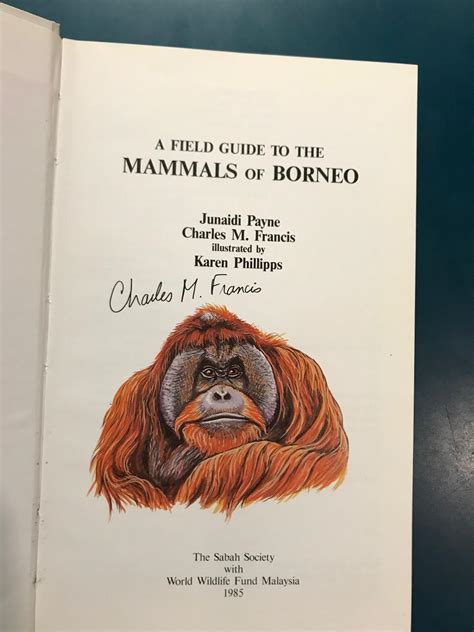 A FIELD GUIDE TO THE
MAMMALS OF BORNEO
Junaidi Payne
Charles M. Francis
illustrated by
Karen Phillipps
Charles M. Francis
The Sabah Society
with
World Wildlife Fund Malaysia
1985